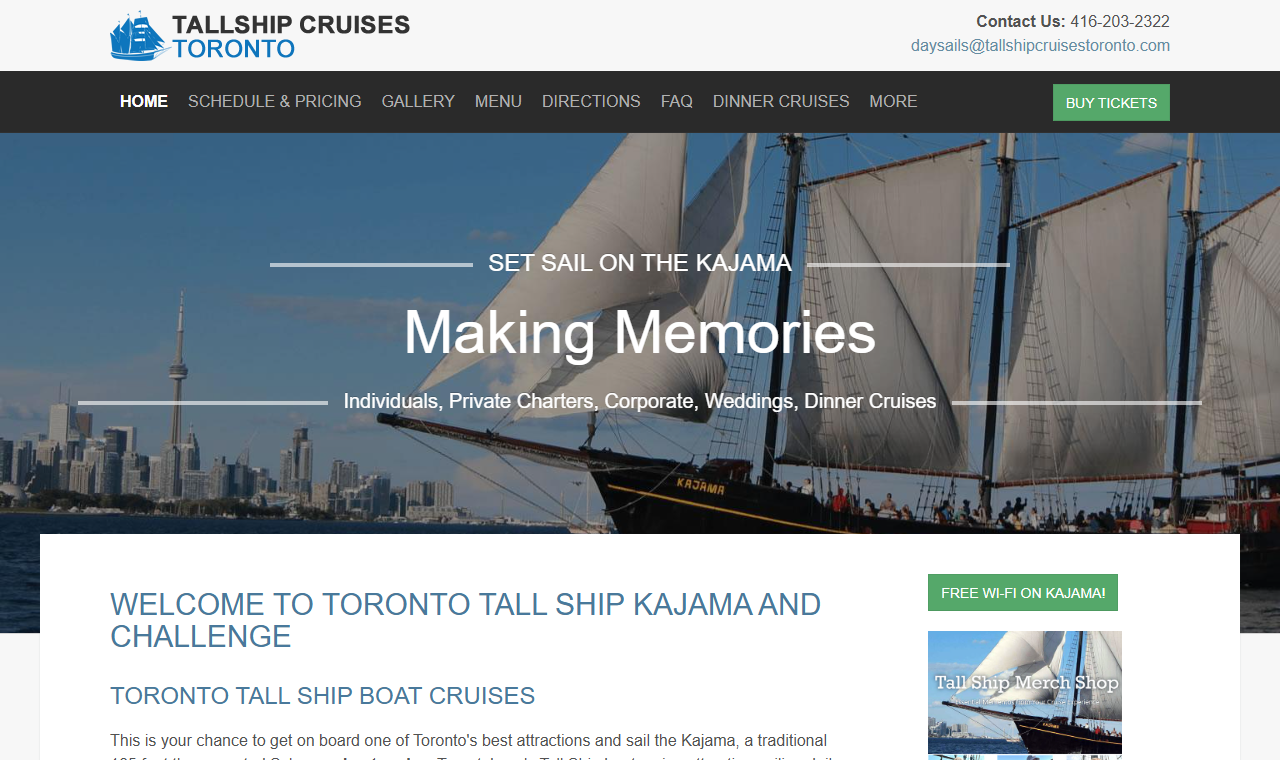 TALLSHIP CRUISES
TORONTO
Contact Us: 416-203-2322
daysails@tallshipcruisestoronto.com
HOME SCHEDULE & PRICING GALLERY MENU DIRECTIONS FAQ DINNER CRUISES MORE BUY TICKETS
SET SAIL ON THE KAJAMA
Making Memories
Individuals, Private Charters, Corporate, Weddings, Dinner Cruises
KAJAMA
WELCOME TO TORONTO TALL SHIP KAJAMA AND
CHALLENGE
TORONTO TALL SHIP BOAT CRUISES
This is your chance to get on board one of Toronto's best attractions and sail the Kajama, a traditional
FREE WI-FI ON KAJAMA!
Tall Ship Merch Shop